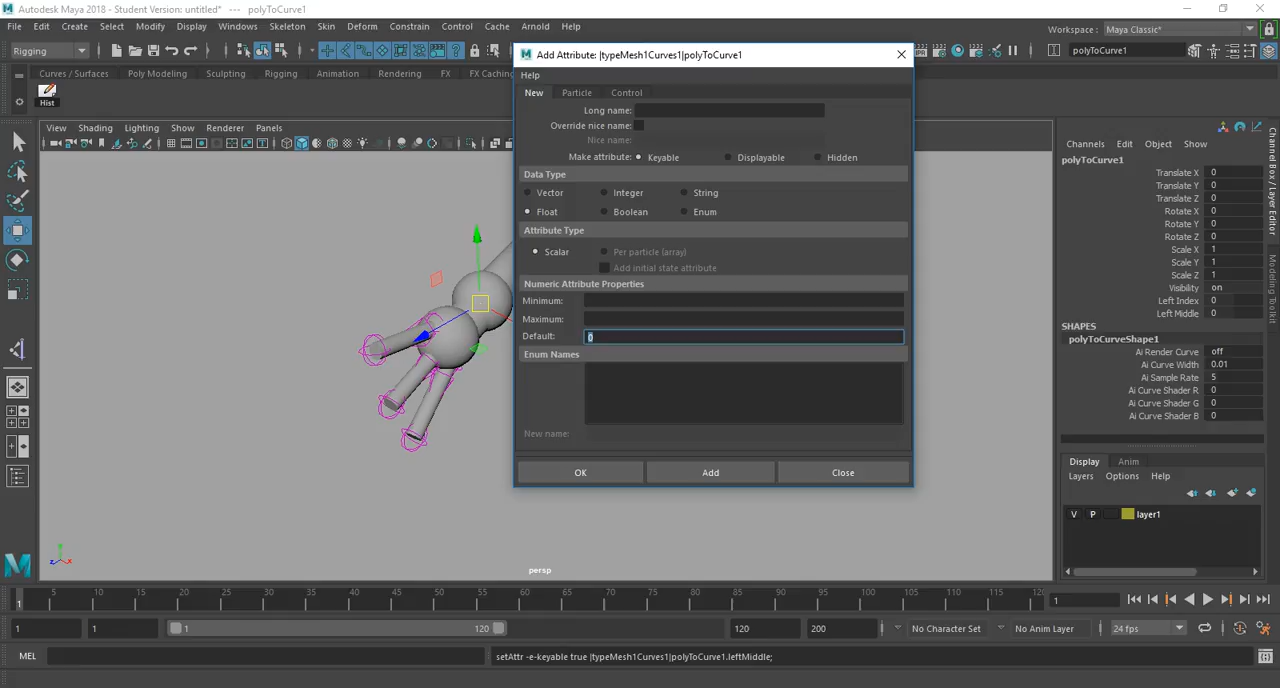 Autodesk Maya 2018 - Student Version: untitled* --- polyToCurve1
File Edit Create Select Modify Display Windows Skeleton Skin Deform Constrain Control Cache Arnold Help
Workspace : Maya Classic*
Rigging
polyToCurve1
Curves / Surfaces Poly Modeling Sculpting Rigging Animation Rendering FX FX Caching
Hist
View Shading Lighting Show Renderer Panels
Add Attribute: |typeMesh1Curves1|polyToCurve1
Help
New Particle Control
Long name:
Override nice name:
Nice name:
Make attribute: Keyable Displayable Hidden
Data Type
Vector Integer String
Float Boolean Enum
Attribute Type
Scalar Per particle (array)
Add initial state attribute
Numeric Attribute Properties
Minimum:
Maximum:
Default: 0
Enum Names
New name:
OK Add Close
Channels Edit Object Show
polyToCurve1
Translate X 0
Translate Y 0
Translate Z 0
Rotate X 0
Rotate Y 0
Rotate Z 0
Scale X 1
Scale Y 1
Scale Z 1
Visibility on
Left Index 0
Left Middle 0
SHAPES
polyToCurveShape1
Ai Render Curve off
Ai Curve Width 0.01
Ai Sample Rate 5
Ai Curve Shader R 0
Ai Curve Shader G 0
Ai Curve Shader B 0
Channel Box / Layer Editor
Modeling Toolkit
Display Anim
Layers Options Help
V P layer1
persp
1 5 10 15 20 25 30 35 40 45 50 55 60 65 70 75 80 85 90 95 100 105 110 115 120
1
1 1 1 120 120 200 No Character Set No Anim Layer 24 fps
MEL
setAttr -e-keyable true |typeMesh1Curves1|polyToCurve1.leftMiddle;